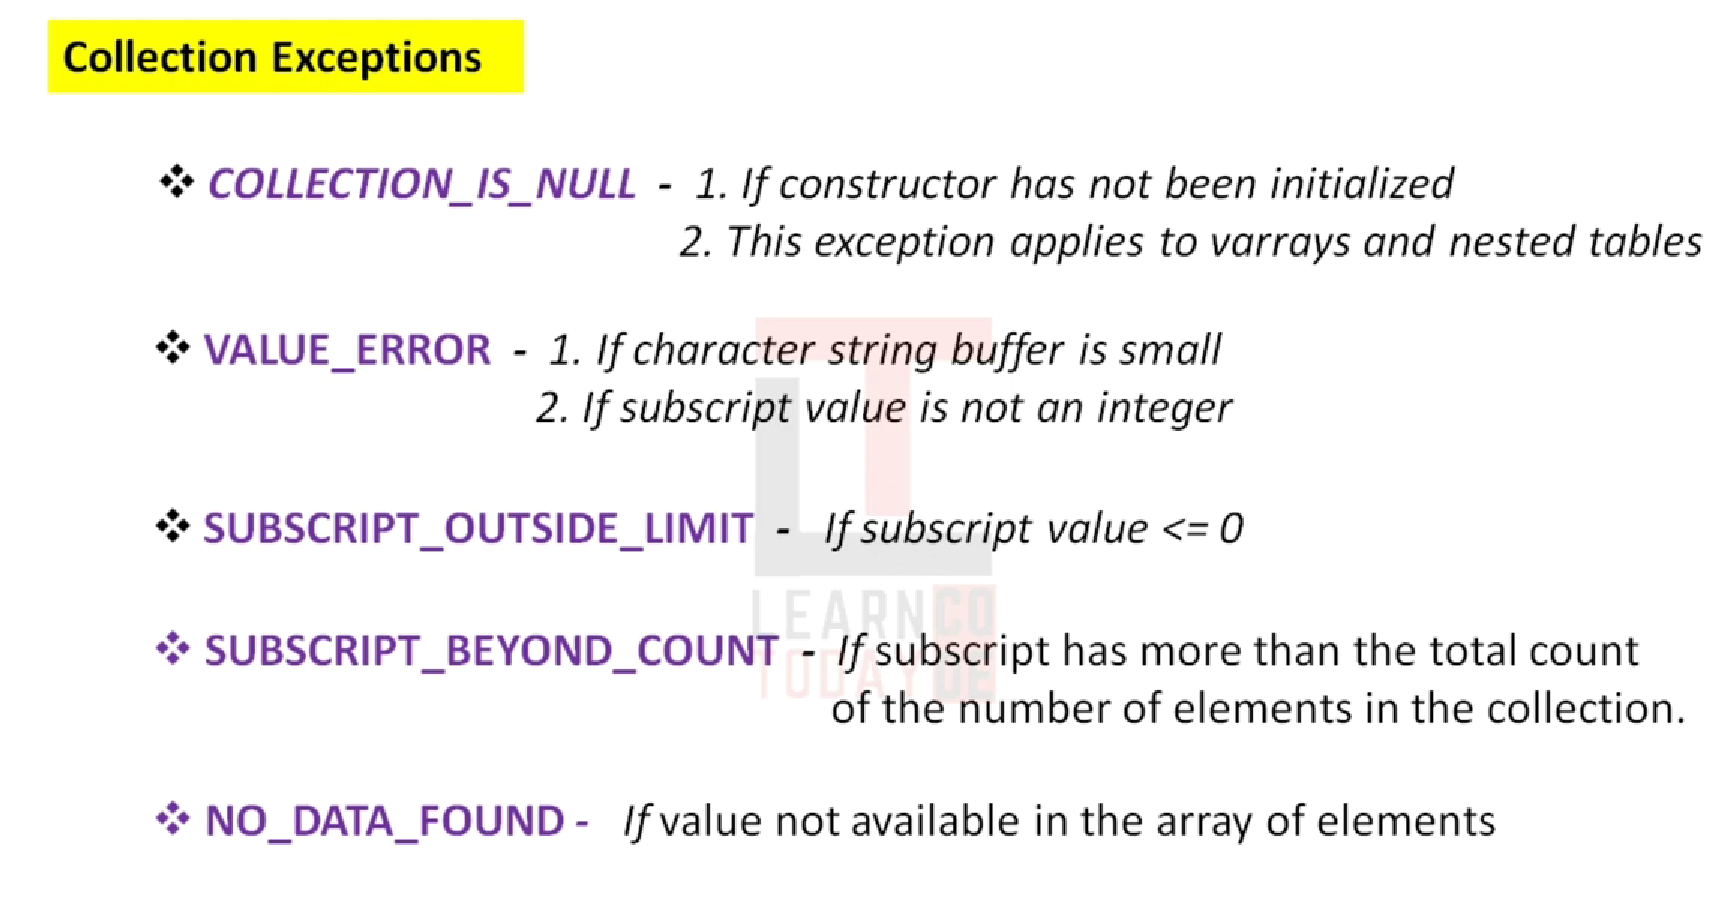 Collection Exceptions
❖ COLLECTION_IS_NULL - 1. If constructor has not been initialized
2. This exception applies to varrays and nested tables
❖ VALUE_ERROR - 1. If character string buffer is small
2. If subscript value is not an integer
❖ SUBSCRIPT_OUTSIDE_LIMIT - If subscript value <= 0
LEARNCO
❖ SUBSCRIPT_BEYOND_COUNT - If subscript has more than the total count
TODAYDE
of the number of elements in the collection.
❖ NO_DATA_FOUND - If value not available in the array of elements